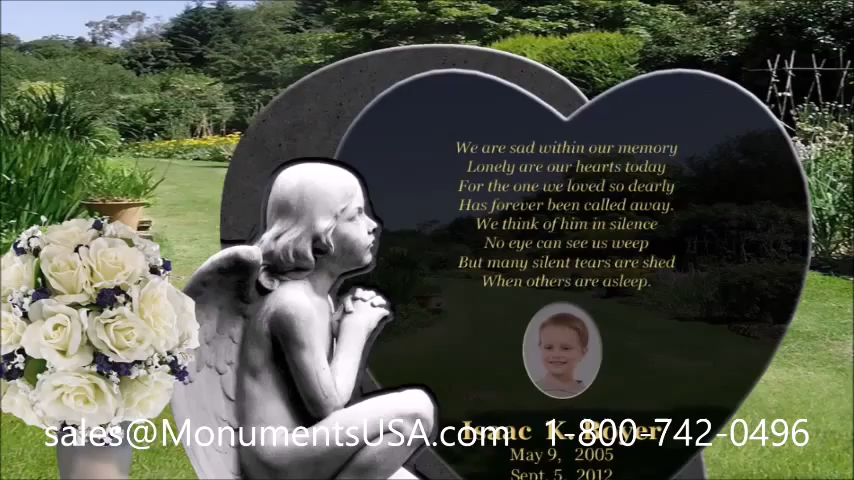 We are sad within our memory
Lonely are our hearts today
For the one we loved so dearly
Has forever been called away.
We think of him in silence
No eye can see us weep
But many silent tears are shed
When others are asleep.
Isaac K. Boyer
sales@MonumentsUSA.com 1-800-742-0496
May 9, 2005
Sept. 5, 2012